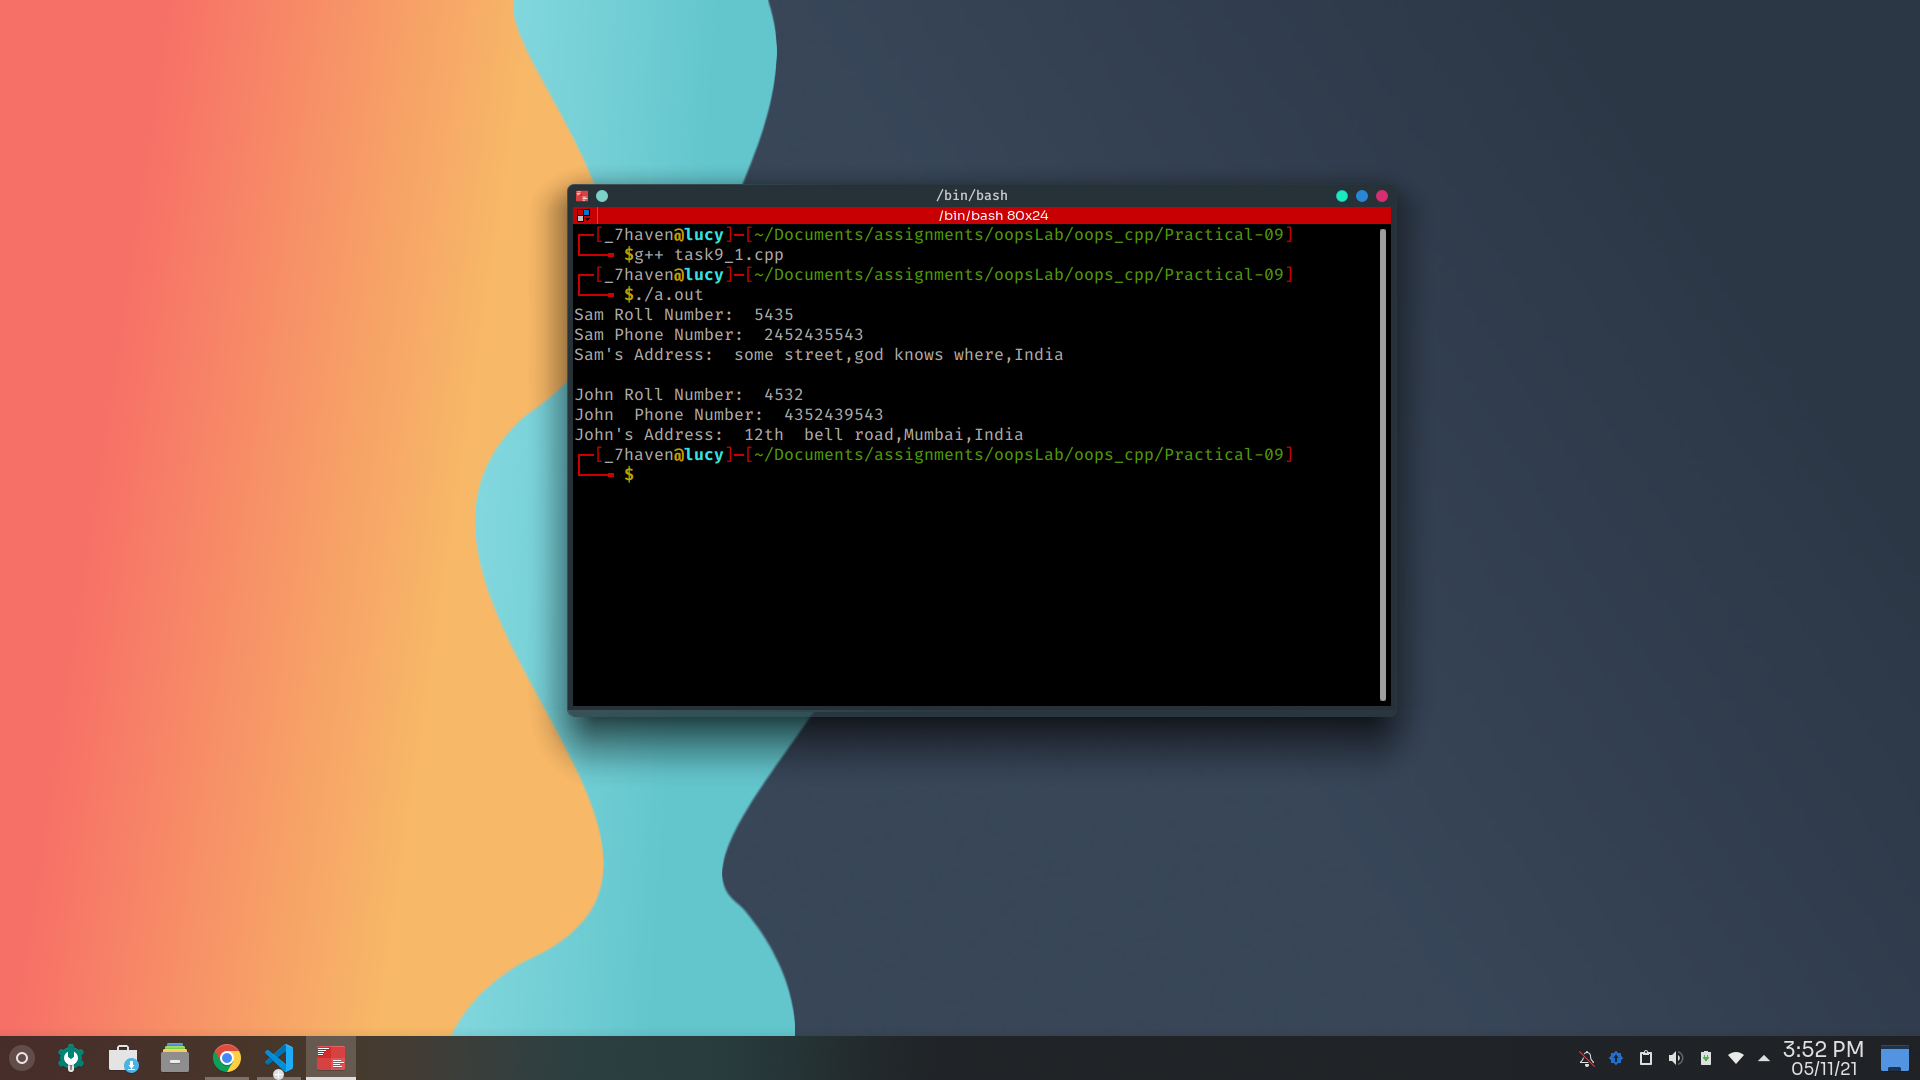 /bin/bash
/bin/bash 80x24
[_7haven@lucy]─[~/Documents/assignments/oopsLab/oops_cpp/Practical-09]
$g++ task9_1.cpp
[_7haven@lucy]─[~/Documents/assignments/oopsLab/oops_cpp/Practical-09]
$./a.out
Sam Roll Number:  5435
Sam Phone Number:  2452435543
Sam's Address:  some street,god knows where,India
John Roll Number:  4532
John  Phone Number:  4352439543
John's Address:  12th  bell road,Mumbai,India
[_7haven@lucy]─[~/Documents/assignments/oopsLab/oops_cpp/Practical-09]
$
3:52 PM
05/11/21